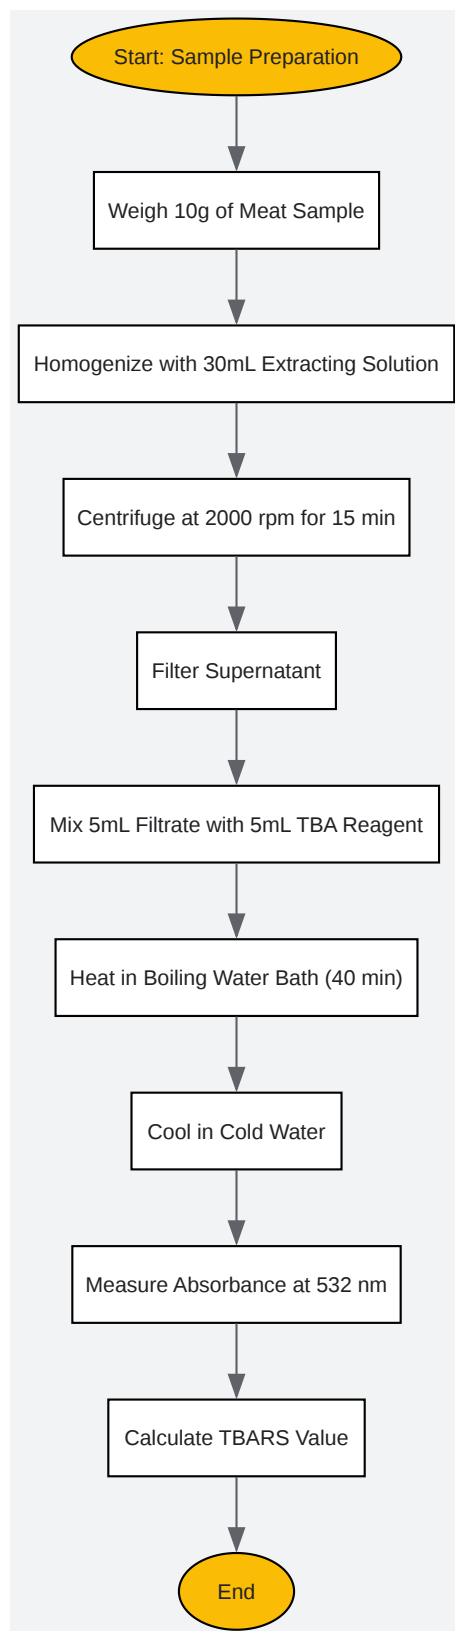 Start: Sample Preparation
Weigh 10g of Meat Sample
Homogenize with 30mL Extracting Solution
Centrifuge at 2000 rpm for 15 min
Filter Supernatant
Mix 5mL Filtrate with 5mL TBA Reagent
Heat in Boiling Water Bath (40 min)
Cool in Cold Water
Measure Absorbance at 532 nm
Calculate TBARS Value
End